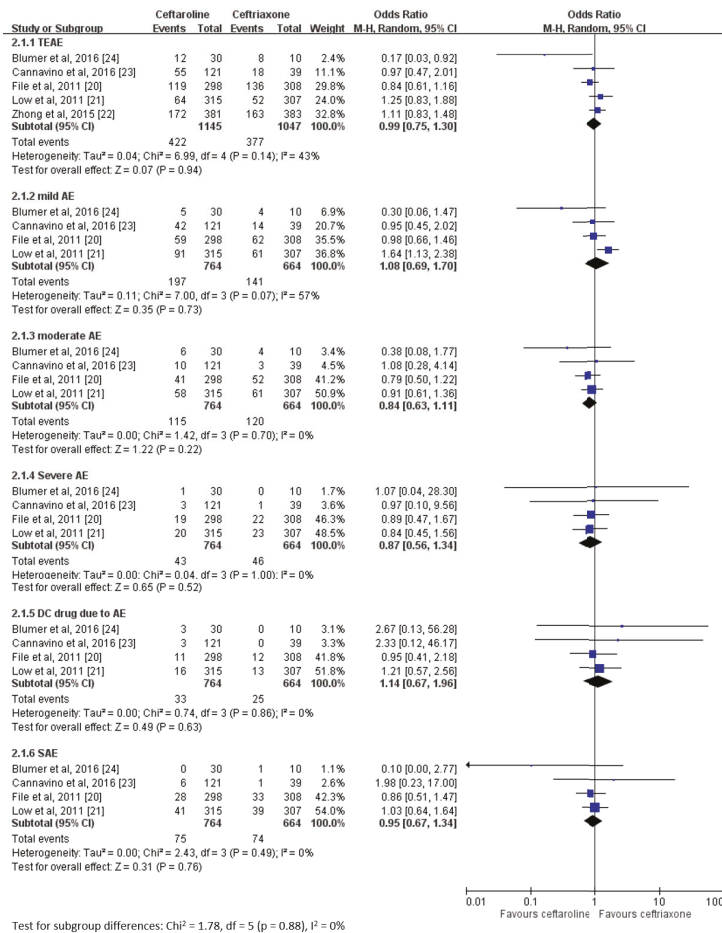 Ceftaroline Ceftriaxone Odds Ratio Odds Ratio
Study or Subgroup Events Total Events Total Weight M-H, Random, 95% CI M-H, Random, 95% CI
2.1.1 TEAE
Blumer et al, 2016 [24] 12 30 8 10 2.4% 0.17 [0.03, 0.92]
Cannavino et al, 2016 [23] 55 121 18 39 11.1% 0.97 [0.47, 2.01]
File et al, 2011 [20] 119 298 136 308 29.8% 0.84 [0.61, 1.16]
Low et al, 2011 [21] 64 315 52 307 24.0% 1.25 [0.83, 1.88]
Zhong et al, 2015 [22] 172 381 163 383 32.8% 1.11 [0.83, 1.48]
Subtotal (95% CI) 1145 1047 100.0% 0.99 [0.75, 1.30]
Total events 422 377
Heterogeneity: Tau² = 0.04; Chi² = 6.99, df = 4 (P = 0.14); I² = 43%
Test for overall effect: Z = 0.07 (P = 0.94)
2.1.2 mild AE
Blumer et al, 2016 [24] 5 30 4 10 6.9% 0.30 [0.06, 1.47]
Cannavino et al, 2016 [23] 42 121 14 39 20.7% 0.95 [0.45, 2.02]
File et al, 2011 [20] 59 298 62 308 35.5% 0.98 [0.66, 1.46]
Low et al, 2011 [21] 91 315 61 307 36.8% 1.64 [1.13, 2.38]
Subtotal (95% CI) 764 664 100.0% 1.08 [0.69, 1.70]
Total events 197 141
Heterogeneity: Tau² = 0.11; Chi² = 7.00, df = 3 (P = 0.07); I² = 57%
Test for overall effect: Z = 0.35 (P = 0.73)
2.1.3 moderate AE
Blumer et al, 2016 [24] 6 30 4 10 3.4% 0.38 [0.08, 1.77]
Cannavino et al, 2016 [23] 10 121 3 39 4.5% 1.08 [0.28, 4.14]
File et al, 2011 [20] 41 298 52 308 41.2% 0.79 [0.50, 1.22]
Low et al, 2011 [21] 58 315 61 307 50.9% 0.91 [0.61, 1.36]
Subtotal (95% CI) 764 664 100.0% 0.84 [0.63, 1.11]
Total events 115 120
Heterogeneity: Tau² = 0.00; Chi² = 1.42, df = 3 (P = 0.70); I² = 0%
Test for overall effect: Z = 1.22 (P = 0.22)
2.1.4 Severe AE
Blumer et al, 2016 [24] 1 30 0 10 1.7% 1.07 [0.04, 28.30]
Cannavino et al, 2016 [23] 3 121 1 39 3.6% 0.97 [0.10, 9.56]
File et al, 2011 [20] 19 298 22 308 46.3% 0.89 [0.47, 1.67]
Low et al, 2011 [21] 20 315 23 307 48.5% 0.84 [0.45, 1.56]
Subtotal (95% CI) 764 664 100.0% 0.87 [0.56, 1.34]
Total events 43 46
Heterogeneity: Tau² = 0.00; Chi² = 0.04, df = 3 (P = 1.00); I² = 0%
Test for overall effect: Z = 0.65 (P = 0.52)
2.1.5 DC drug due to AE
Blumer et al, 2016 [24] 3 30 0 10 3.1% 2.67 [0.13, 56.28]
Cannavino et al, 2016 [23] 3 121 0 39 3.3% 2.33 [0.12, 46.17]
File et al, 2011 [20] 11 298 12 308 41.8% 0.95 [0.41, 2.18]
Low et al, 2011 [21] 16 315 13 307 51.8% 1.21 [0.57, 2.56]
Subtotal (95% CI) 764 664 100.0% 1.14 [0.67, 1.96]
Total events 33 25
Heterogeneity: Tau² = 0.00; Chi² = 0.74, df = 3 (P = 0.86); I² = 0%
Test for overall effect: Z = 0.49 (P = 0.63)
2.1.6 SAE
Blumer et al, 2016 [24] 0 30 1 10 1.1% 0.10 [0.00, 2.77]
Cannavino et al, 2016 [23] 6 121 1 39 2.6% 1.98 [0.23, 17.00]
File et al, 2011 [20] 28 298 33 308 42.3% 0.86 [0.51, 1.47]
Low et al, 2011 [21] 41 315 39 307 54.0% 1.03 [0.64, 1.64]
Subtotal (95% CI) 764 664 100.0% 0.95 [0.67, 1.34]
Total events 75 74
Heterogeneity: Tau² = 0.00; Chi² = 2.43, df = 3 (P = 0.49); I² = 0%
Test for overall effect: Z = 0.31 (P = 0.76)
0.01 0.1 1 10 100
Favours ceftaroline Favours ceftriaxone
Test for subgroup differences: Chi² = 1.78, df = 5 (p = 0.88), I² = 0%